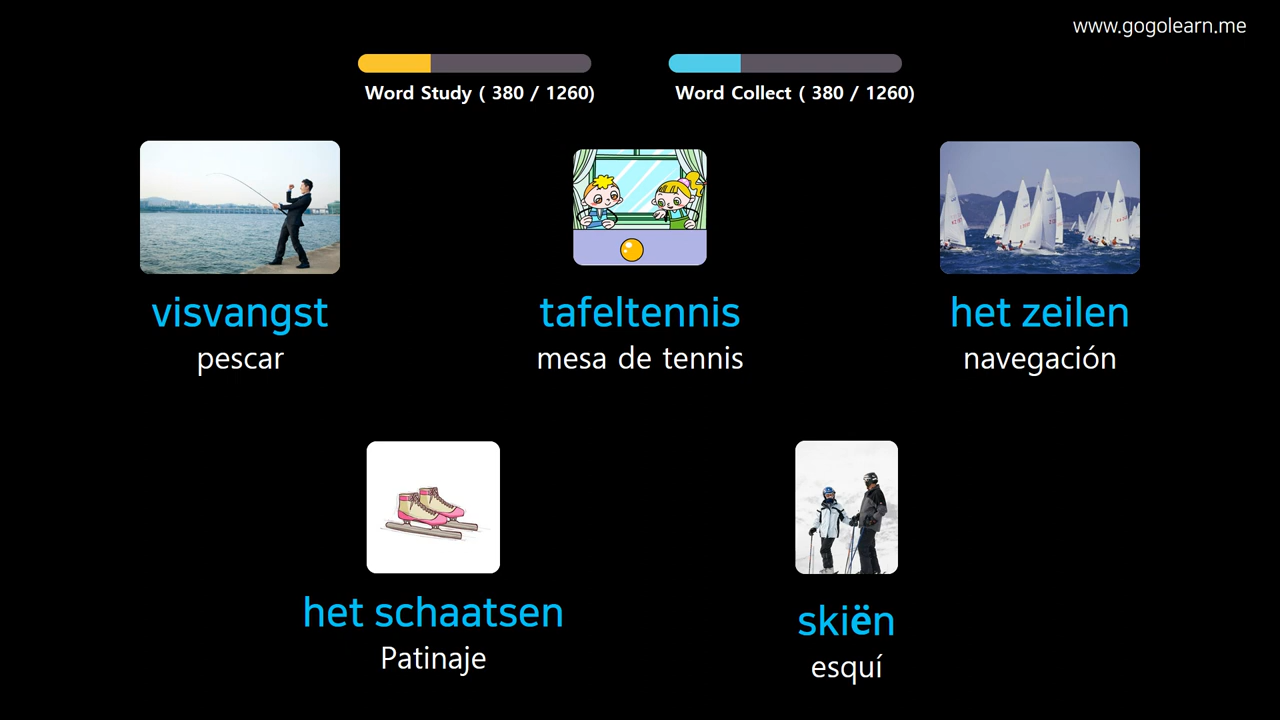 www.gogolearn.me
Word Study ( 380 / 1260)
Word Collect ( 380 / 1260)
visvangst
pescar
tafeltennis
mesa de tennis
het zeilen
navegación
het schaatsen
Patinaje
skiën
esquí